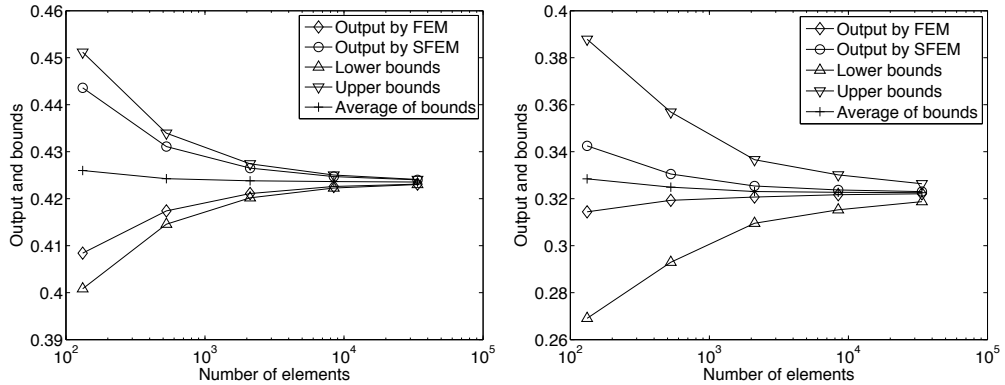 0.46
0.45
0.44
0.43
0.42
0.41
0.4
0.39
Output and bounds
10^2
10^3
10^4
10^5
Number of elements
Output by FEM
Output by SFEM
Lower bounds
Upper bounds
Average of bounds
0.4
0.38
0.36
0.34
0.32
0.3
0.28
0.26
Output and bounds
10^2
10^3
10^4
10^5
Number of elements
Output by FEM
Output by SFEM
Lower bounds
Upper bounds
Average of bounds